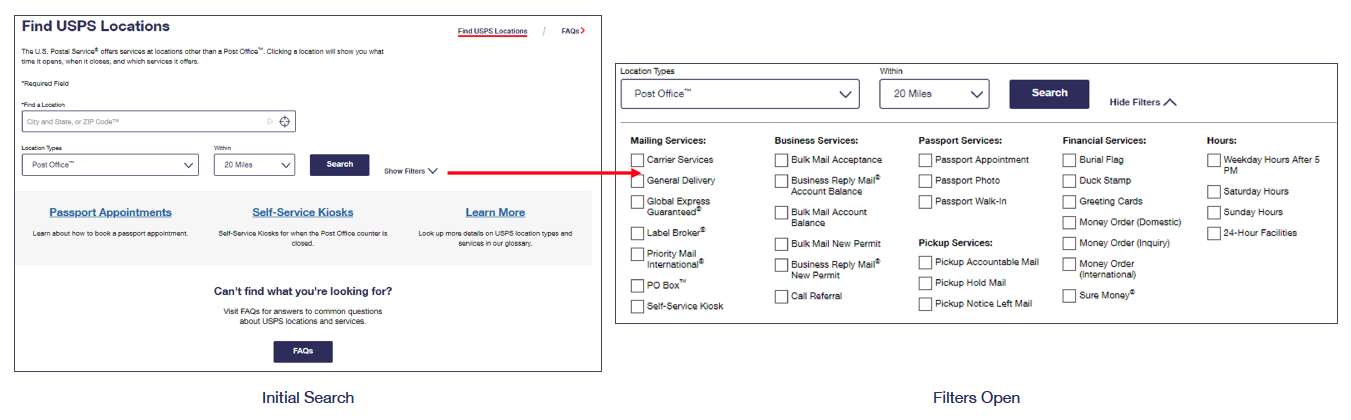 Find USPS Locations
Find USPS Locations / FAQs
The U.S. Postal Service® offers services at locations other than a Post Office™. Clicking a location will show you what
time it opens, when it closes, and which services it offers.
*Required Field
*Find a Location
City and State, or ZIP Code™
Location Types
Within
Post Office™
20 Miles
Search
Show Filters
Passport Appointments
Learn about how to book a passport appointment.
Self-Service Kiosks
Self-Service Kiosks for when the Post Office counter is
closed.
Learn More
Look up more details on USPS location types and
services in our glossary.
Can't find what you're looking for?
Visit FAQs for answers to common questions
about USPS locations and services.
FAQs
Initial Search
Location Types
Within
Post Office™
20 Miles
Search
Hide Filters
Mailing Services:
Carrier Services
General Delivery
Global Express
Guaranteed®
Label Broker®
Priority Mail
International®
PO Box™
Self-Service Kiosk
Business Services:
Bulk Mail Acceptance
Business Reply Mail®
Account Balance
Bulk Mail Account
Balance
Bulk Mail New Permit
Business Reply Mail®
New Permit
Call Referral
Passport Services:
Passport Appointment
Passport Photo
Passport Walk-In
Pickup Services:
Pickup Accountable Mail
Pickup Hold Mail
Pickup Notice Left Mail
Financial Services:
Burial Flag
Duck Stamp
Greeting Cards
Money Order (Domestic)
Money Order (Inquiry)
Money Order
(International)
Sure Money®
Hours:
Weekday Hours After 5
PM
Saturday Hours
Sunday Hours
24-Hour Facilities
Filters Open